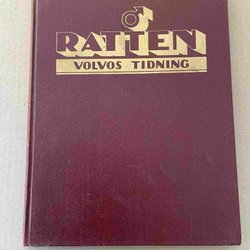 RATTEN
VOLVOS TIDNING